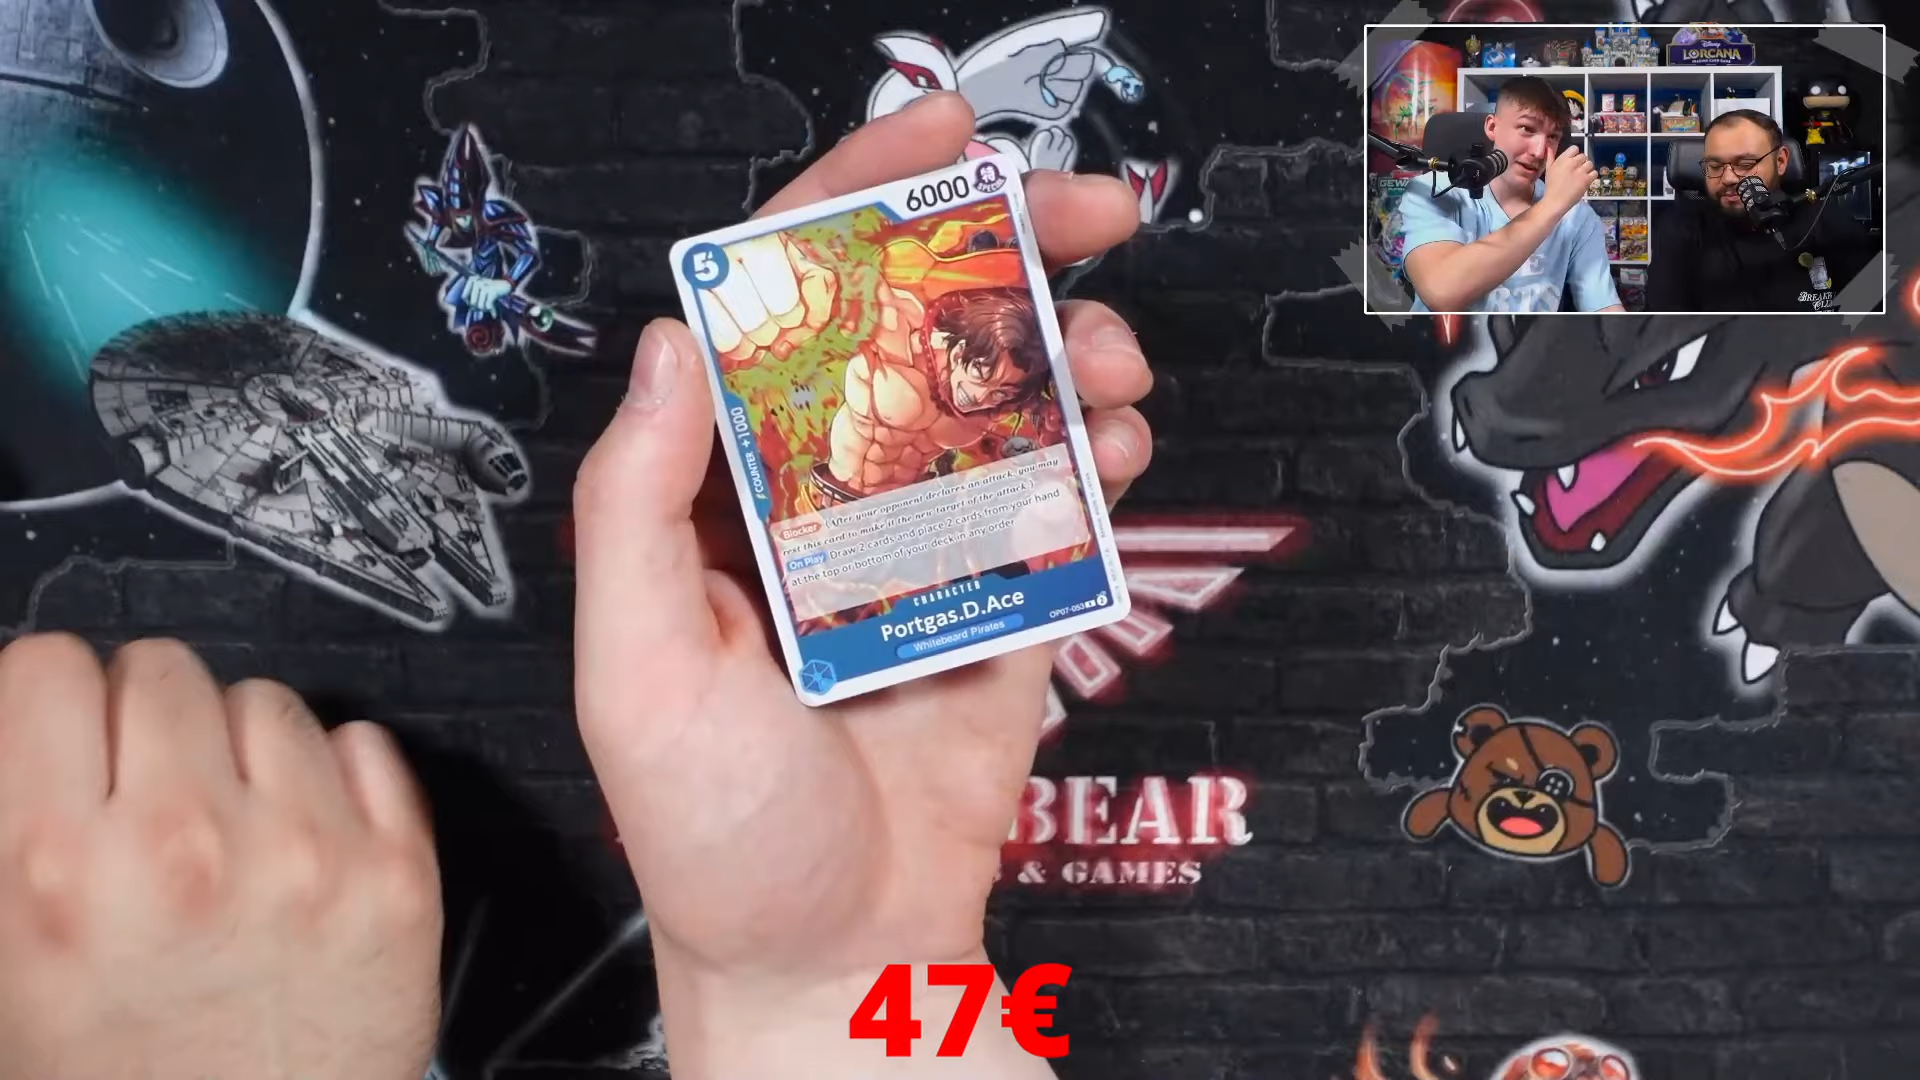 DISNEY
LORCANA
6000
特
SPECIAL
5
COUNTER +1000
Blocker (After your opponent declares an attack, you may
rest this card to make it the new target of the attack.)
On Play Draw 2 cards and place 2 cards from your hand
at the top or bottom of your deck in any order.
CHARACTER
Portgas.D.Ace
OP07-053 R
Whitebeard Pirates
BEAR
& GAMES
47€